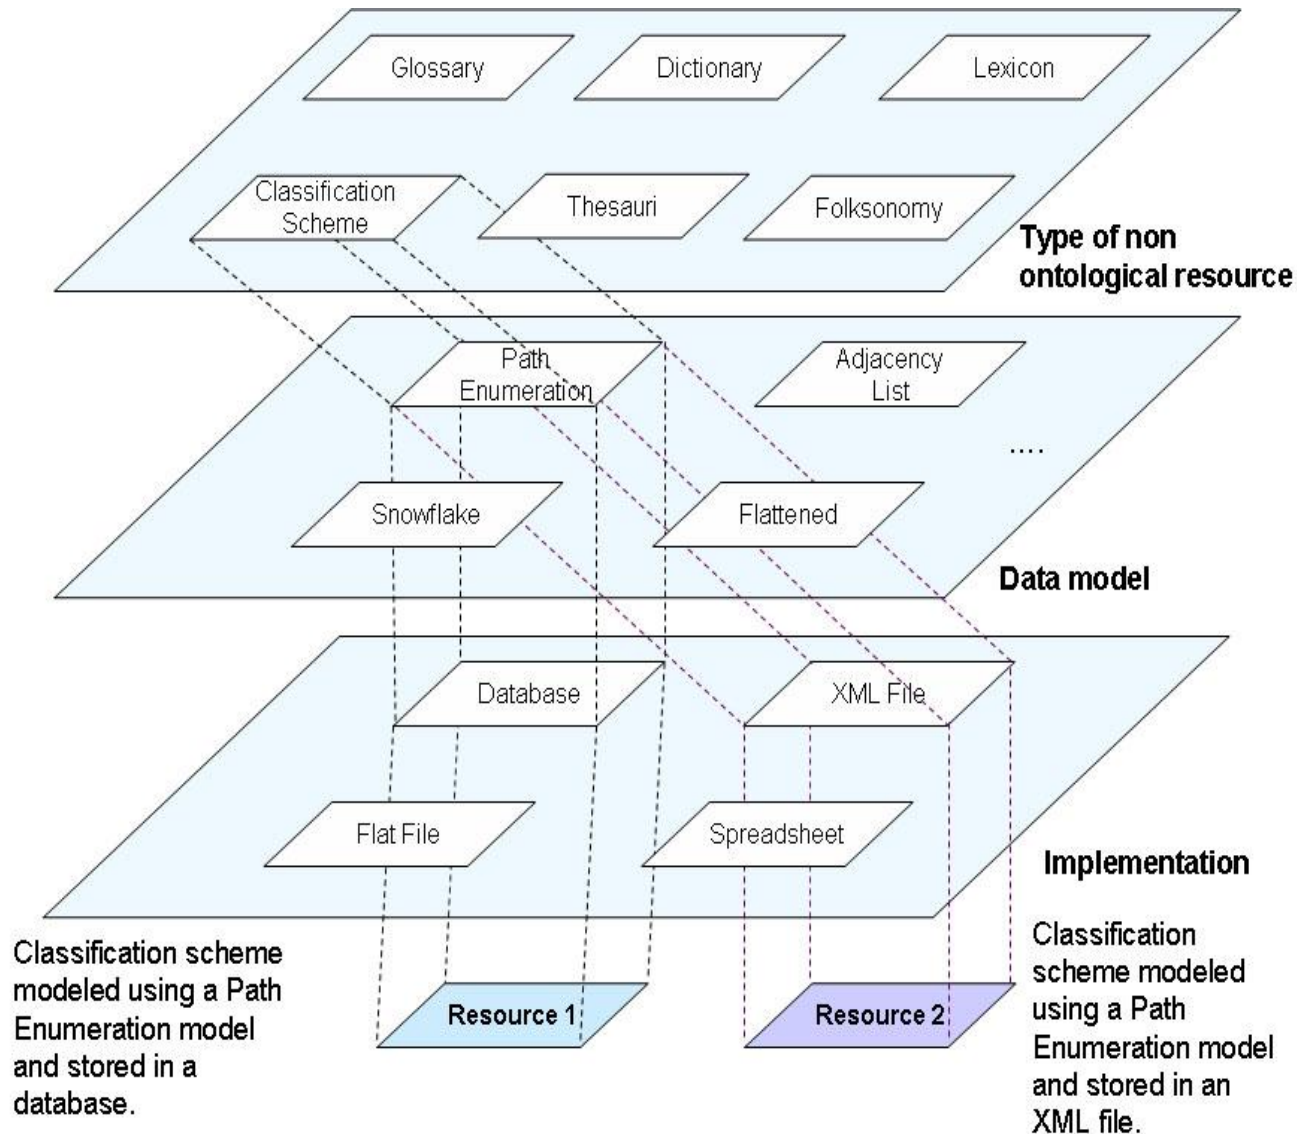 Glossary
Dictionary
Lexicon
Classification
Scheme
Thesauri
Folksonomy
Type of non
ontological resource
Path
Enumeration
Adjacency
List
....
Snowflake
Flattened
Data model
Database
XML File
Flat File
Spreadsheet
Implementation
Classification scheme
modeled using a Path
Enumeration model
and stored in a
database.
Resource 1
Resource 2
Classification
scheme modeled
using a Path
Enumeration model
and stored in an
XML file.